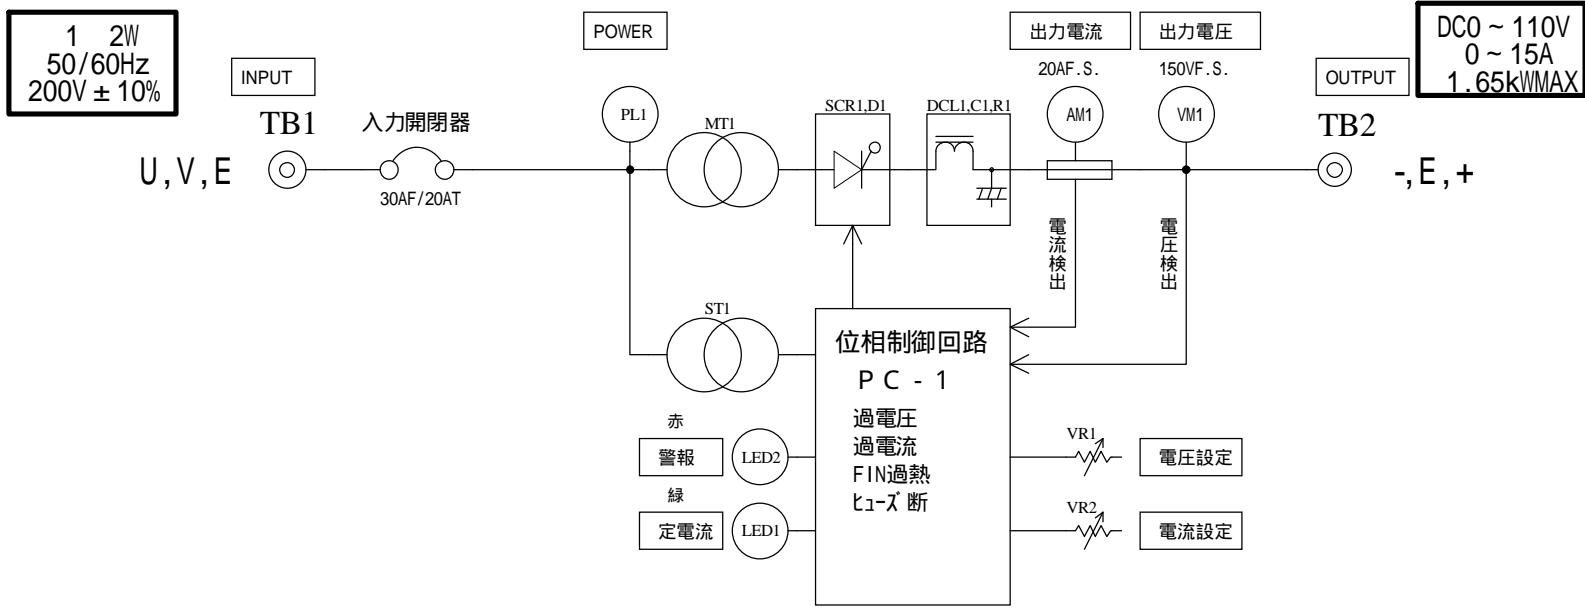 1 2W
50/60Hz
200V ± 10%
INPUT
TB1
U,V,E
入力開閉器
30AF/20AT
POWER
PL1
MT1
SCR1,D1
DCL1,C1,R1
出力電流
20AF.S.
AM1
出力電圧
150VF.S.
VM1
OUTPUT
TB2
-,E,+
DC0 ~ 110V
0 ~ 15A
1.65kWMAX
電流検出
電圧検出
ST1
位相制御回路
PC-1
過電圧
過電流
FIN過熱
ヒューズ断
赤
警報
LED2
緑
定電流
LED1
VR1
電圧設定
VR2
電流設定